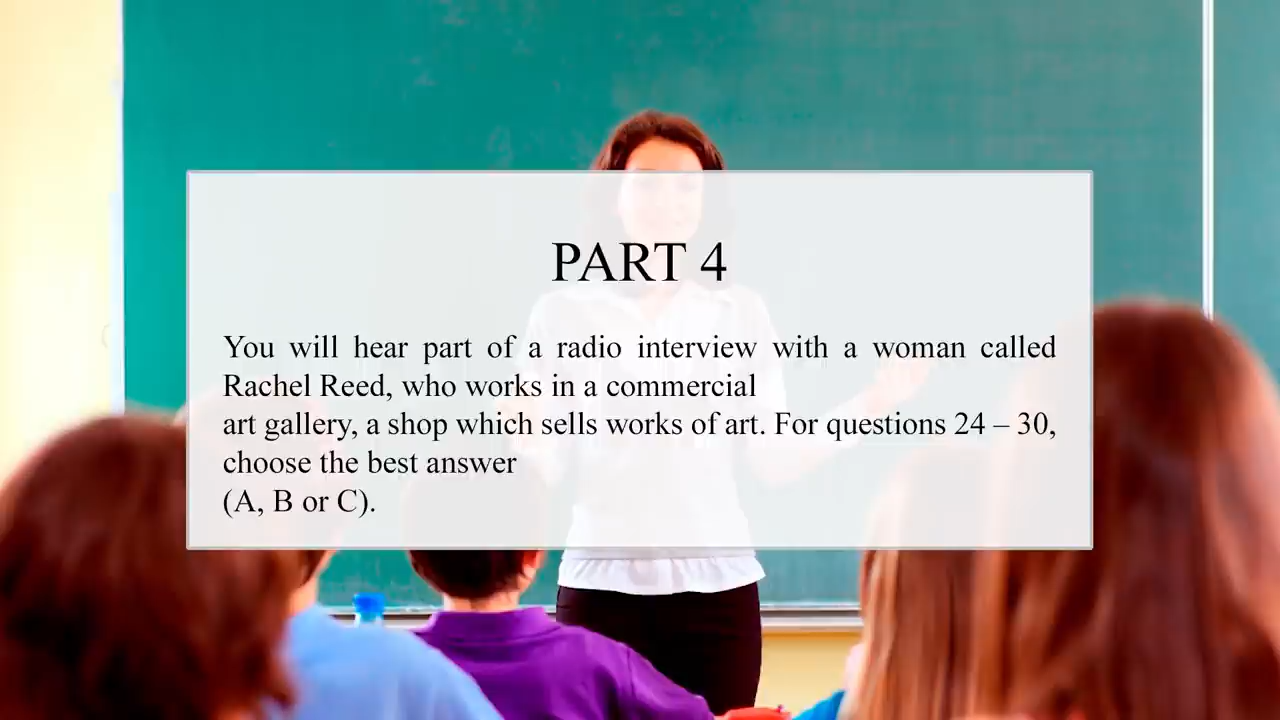 PART 4
You will hear part of a radio interview with a woman called
Rachel Reed, who works in a commercial
art gallery, a shop which sells works of art. For questions 24 – 30,
choose the best answer
(A, B or C).